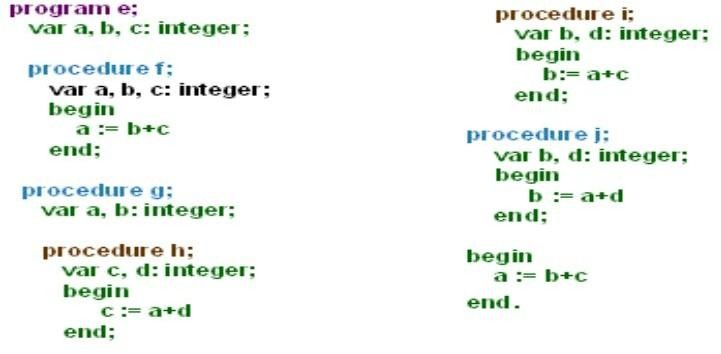 program e;
var a, b, c: integer;
procedure f;
var a, b, c: integer;
begin
a := b+c
end;
procedure g;
var a, b: integer;
procedure h;
var c, d: integer;
begin
c := a+d
end;
procedure i;
var b, d: integer;
begin
b:= a+c
end;
procedure j;
var b, d: integer;
begin
b := a+d
end;
begin
a := b+c
end.